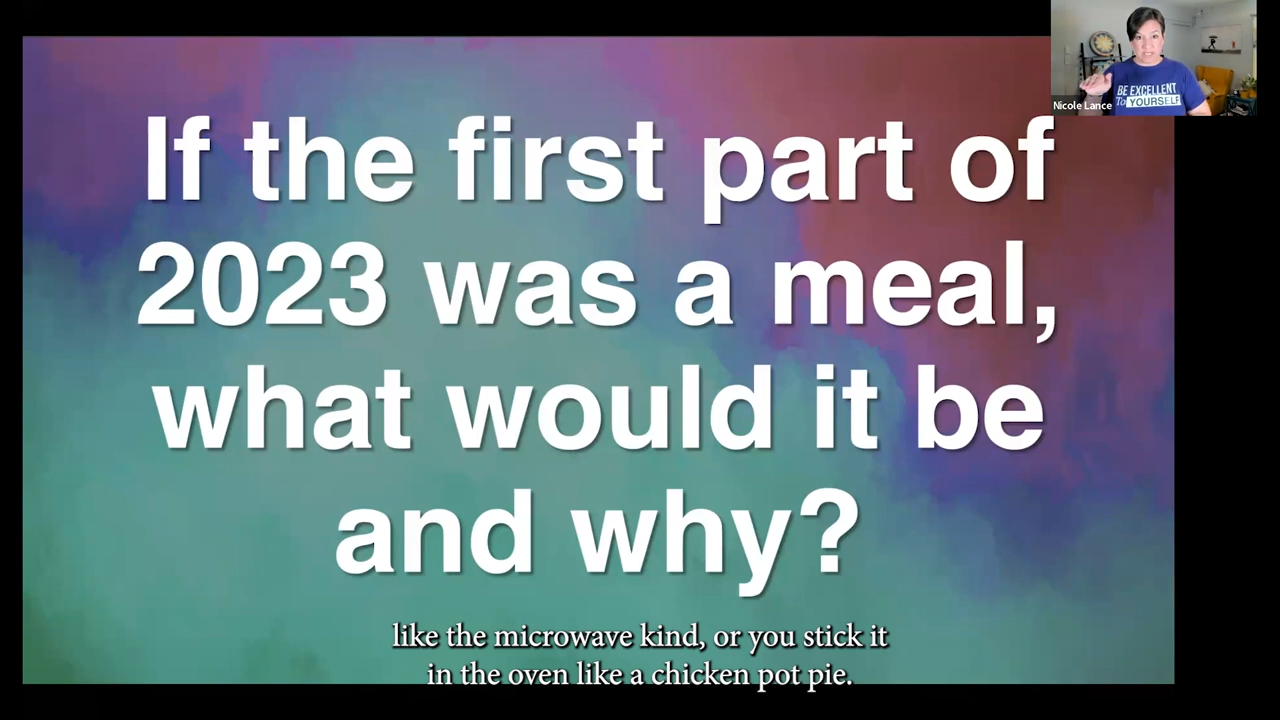 If the first part of
2023 was a meal,
what would it be
and why?
Nicole Lance
BE EXCELLENT
To YOURSELF
like the microwave kind, or you stick it
in the oven like a chicken pot pie.